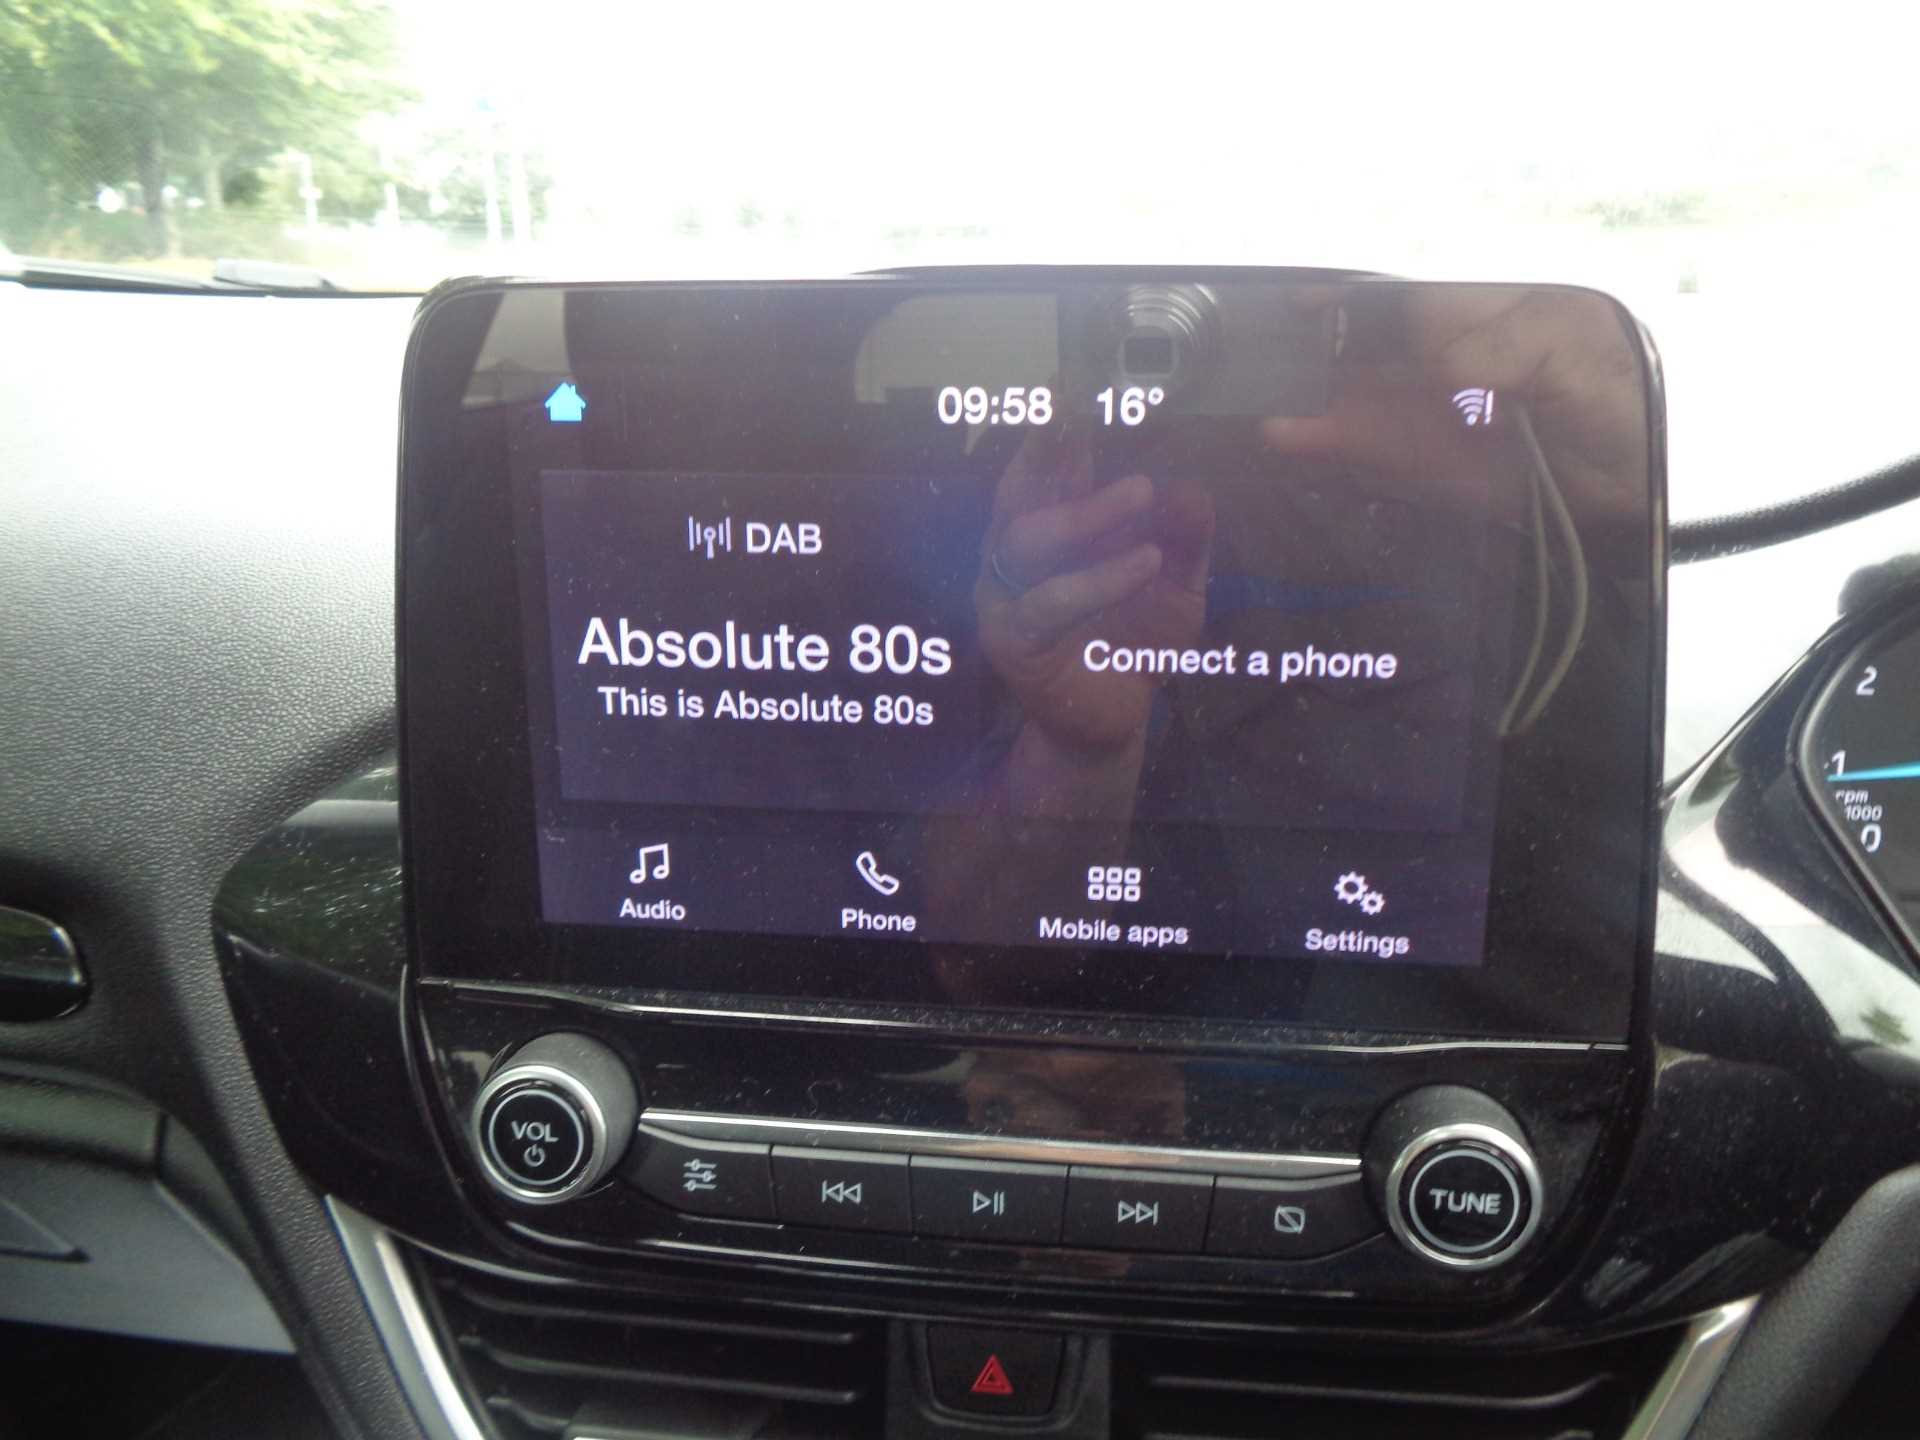 09:58 16°
DAB
Absolute 80s
This is Absolute 80s
Connect a phone
Audio
Phone
Mobile apps
Settings
VOL
TUNE
2
1
rpm
1000
0